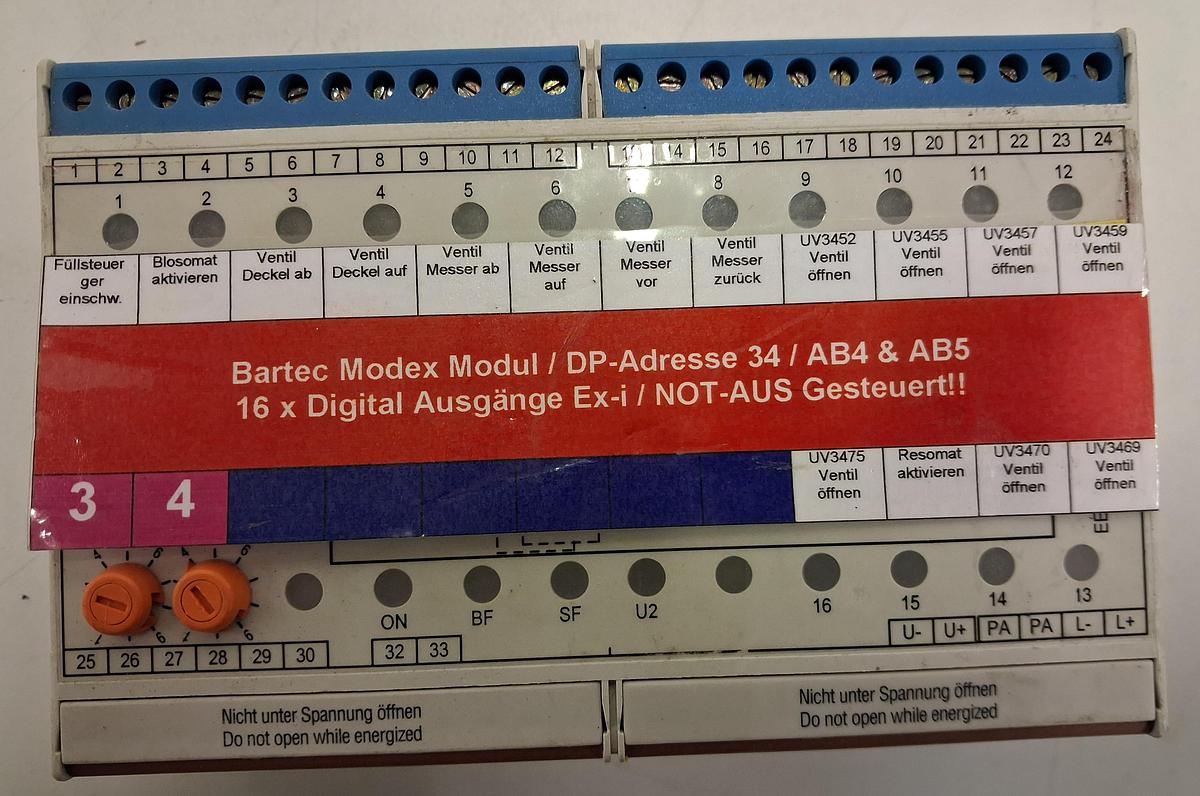 1 2 3 4 5 6 7 8 9 10 11 12 13 14 15 16 17 18 19 20 21 22 23 24
1 2 3 4 5 6 7 8 9 10 11 12
Füllsteuer
ger
einschw.
Blosomat
aktivieren
Ventil
Deckel ab
Ventil
Deckel auf
Ventil
Messer ab
Ventil
Messer
auf
Ventil
Messer
vor
Ventil
Messer
zurück
UV3452
Ventil
öffnen
UV3455
Ventil
öffnen
UV3457
Ventil
öffnen
UV3459
Ventil
öffnen
Bartec Modex Modul / DP-Adresse 34 / AB4 & AB5
16 x Digital Ausgänge Ex-i / NOT-AUS Gesteuert!!
3 4
UV3475
Ventil
öffnen
Resomat
aktivieren
UV3470
Ventil
öffnen
UV3469
Ventil
öffnen
ON BF SF U2 16 15 14 13
U- U+ PA PA L- L+
25 26 27 28 29 30 32 33
Nicht unter Spannung öffnen
Do not open while energized
Nicht unter Spannung öffnen
Do not open while energized